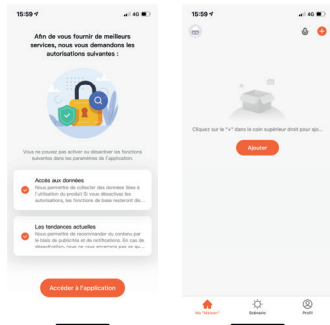 15:59
4G
Afin de vous fournir de meilleurs
services, nous vous demandons les
autorisations suivantes :
Vous ne pouvez pas activer ou désactiver les fonctions
suivantes dans les paramètres de l'application.
Accès aux données
Nous permettre de collecter des données liées à
l'utilisation du produit Si vous désactivez les
autorisations, les fonctions de base resteront dis...
Les tendances actuelles
Nous permettre de recommander du contenu par
le biais de publicités et de notifications. En cas de
désactivation, nous ne vous
Accéder à l'application
15:59
4G
Cliquez sur le "+" dans le coin supérieur droit pour ajo...
Ajouter
Ma "Maison"
Scénario
Profil